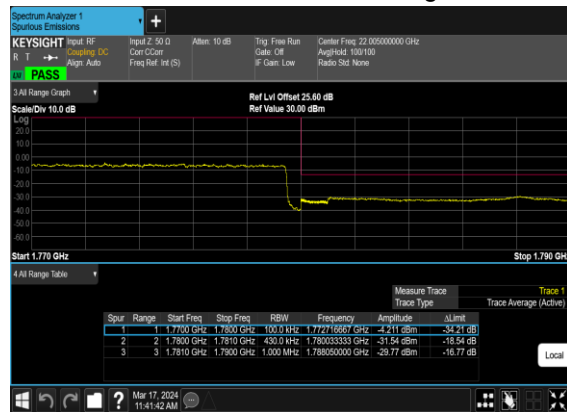 Spectrum Analyzer 1
Spurious Emissions
KEYSIGHT Input: RF Input Z: 50 Ω Atten: 10 dB Trig: Free Run Center Freq: 22.005000000 GHz
R T Coupling: DC Corr CCorr Gate: Off Avg|Hold: 100/100
Align: Auto Freq Ref: Int (S) IF Gain: Low Radio Std: None
LXI PASS
3 All Range Graph
Ref Lvl Offset 25.60 dB
Scale/Div 10.0 dB Ref Value 30.00 dBm
Log
20.0
10.0
0.00
-10.0
-20.0
-30.0
-40.0
-50.0
-60.0
Start 1.770 GHz Stop 1.790 GH
4 All Range Table
Measure Trace Trace 1
Trace Type Trace Average (Active)
Spur Range Start Freq Stop Freq RBW Frequency Amplitude ΔLimit
1 1 1.7700 GHz 1.7800 GHz 100.0 kHz 1.772716667 GHz -4.211 dBm -34.21 dB
2 2 1.7800 GHz 1.7810 GHz 430.0 kHz 1.780033333 GHz -31.54 dBm -18.54 dB
3 3 1.7810 GHz 1.7900 GHz 1.000 MHz 1.788050000 GHz -29.77 dBm -16.77 dB
Local
? Mar 17, 2024
11:41:42 AM